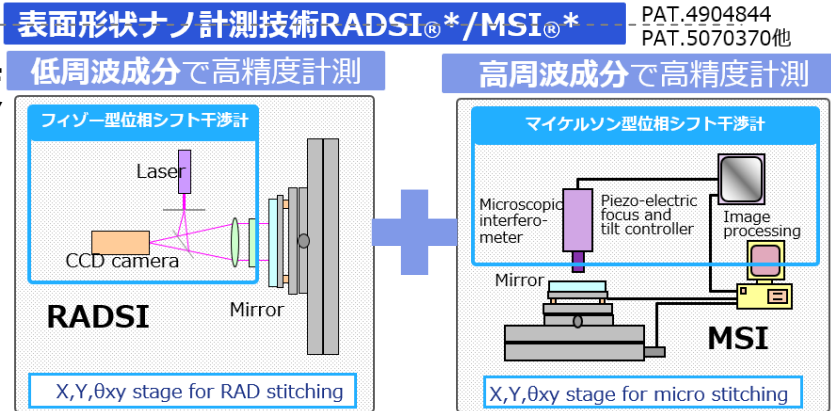 表面形状ナノ計測技術RADSI®*/MSI®*
PAT.4904844
PAT.5070370他
低周波成分で高精度計測
高周波成分で高精度計測
フィゾー型位相シフト干渉計
Laser
CCD camera
RADSI
Mirror
X,Y,θxy stage for RAD stitching
マイケルソン型位相シフト干渉計
Microscopic
interfero-
meter
Piezo-electric
focus and
tilt controller
Image
processing
Mirror
MSI
X,Y,θxy stage for micro stitching